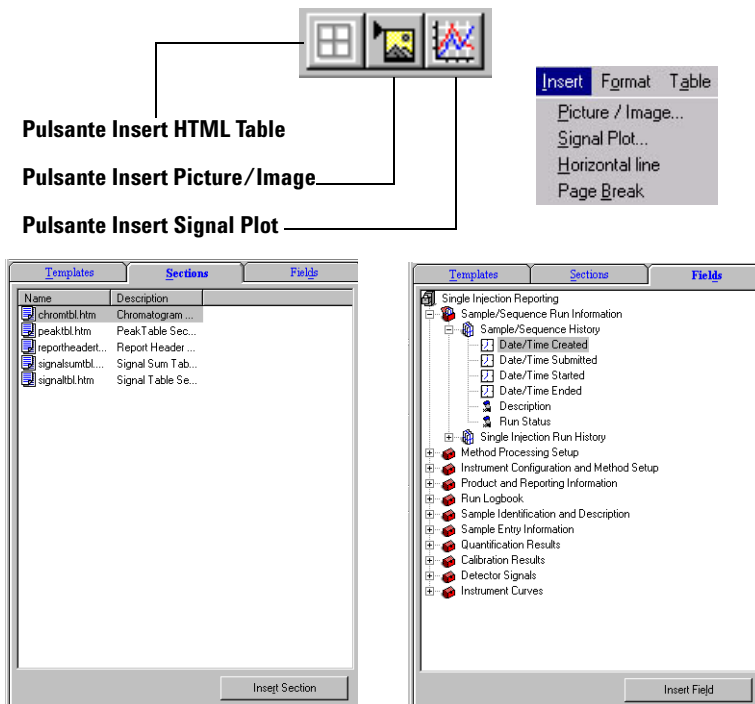 Pulsante Insert HTML Table
Pulsante Insert Picture/Image
Pulsante Insert Signal Plot
Insert Format Table
Picture / Image...
Signal Plot...
Horizontal line
Page Break
Templates Sections Fields
Name Description
chromtbl.htm Chromatogram ...
peaktbl.htm PeakTable Sec...
reportheadert... Report Header ...
signalsumtbl.... Signal Sum Tab...
signaltbl.htm Signal Table Se...
Insert Section
Templates Sections Fields
Single Injection Reporting
Sample/Sequence Run Information
Sample/Sequence History
Date/Time Created
Date/Time Submitted
Date/Time Started
Date/Time Ended
Description
Run Status
Single Injection Run History
Method Processing Setup
Instrument Configuration and Method Setup
Product and Reporting Information
Run Logbook
Sample Identification and Description
Sample Entry Information
Quantification Results
Calibration Results
Detector Signals
Instrument Curves
Insert Field